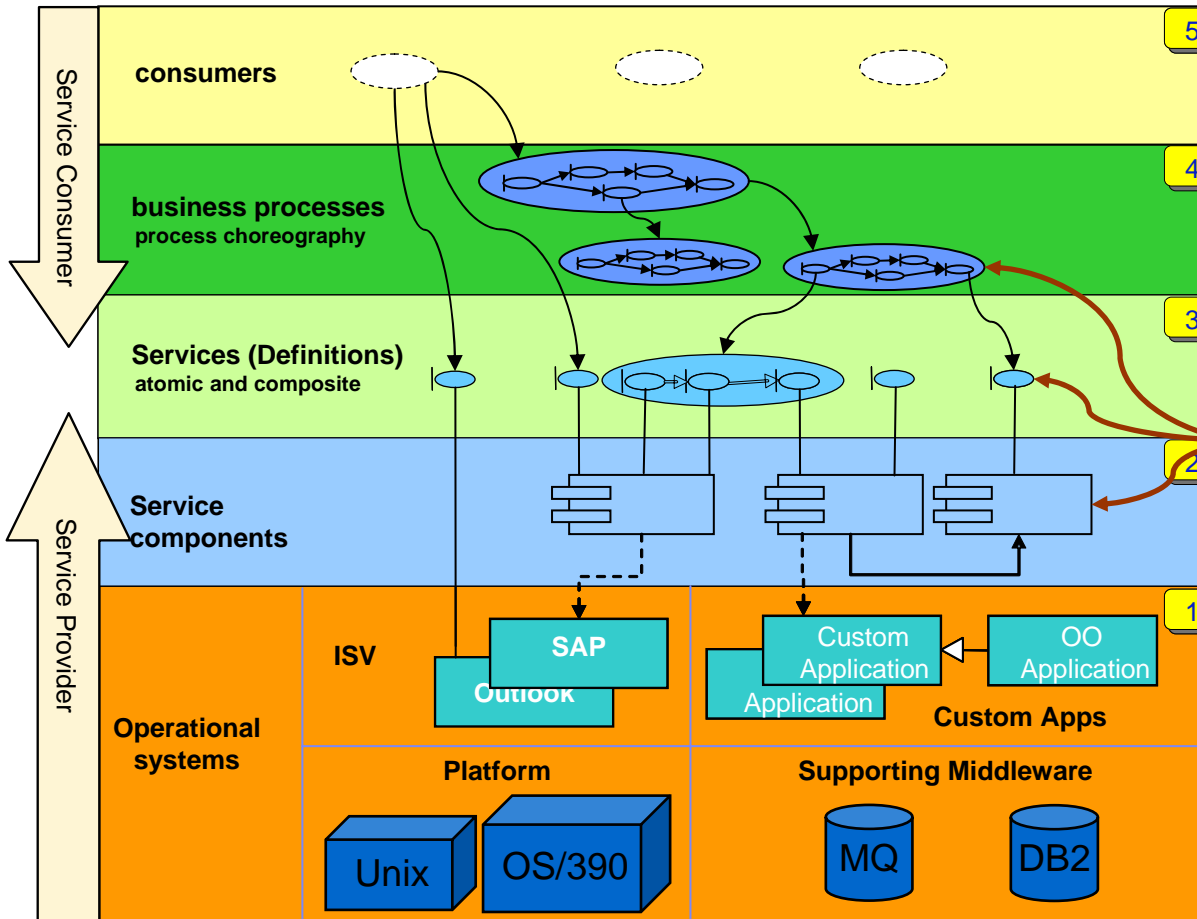 5
consumers
Service Consumer
4
business processes
process choreography
3
Services (Definitions)
atomic and composite
2
Service
components
Service Provider
1
ISV
SAP
Outlook
Custom
Application
Application
OO
Application
Custom Apps
Operational
systems
Platform
Supporting Middleware
Unix
OS/390
MQ
DB2